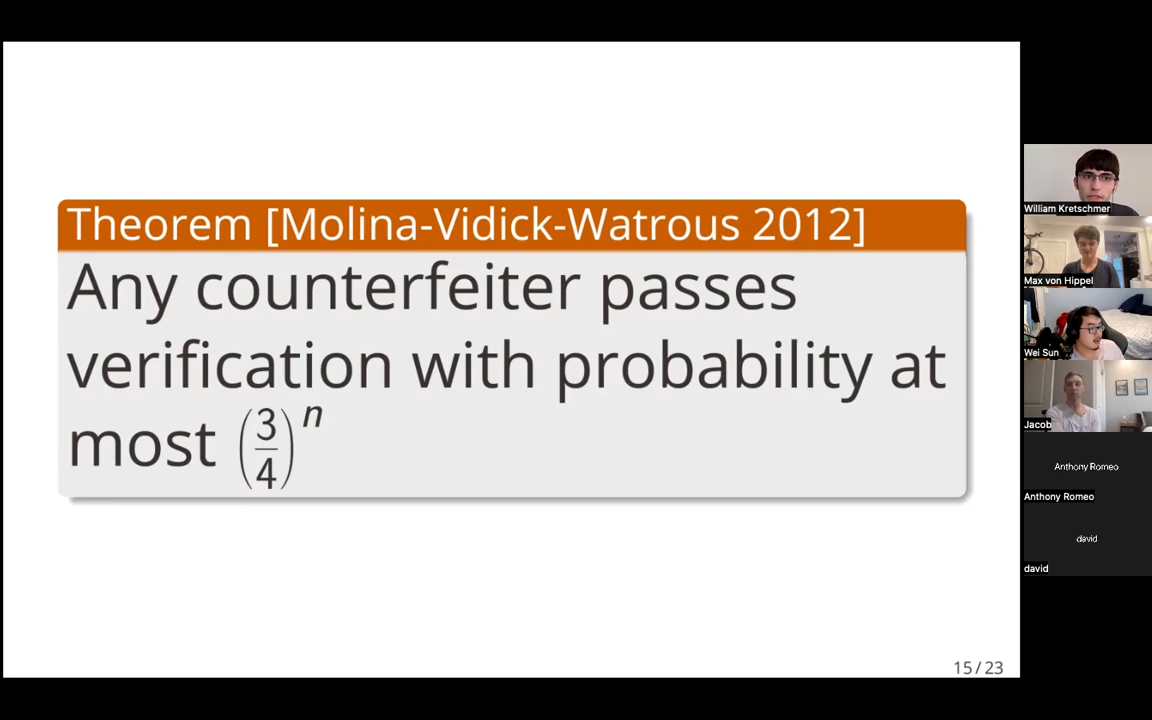 Theorem [Molina-Vidick-Watrous 2012]
Any counterfeiter passes
verification with probability at
most (3/4)^n
15/23
William Kretschmer
Max von Hippel
Wei Sun
Jacob
Anthony Romeo
Anthony Romeo
david
david